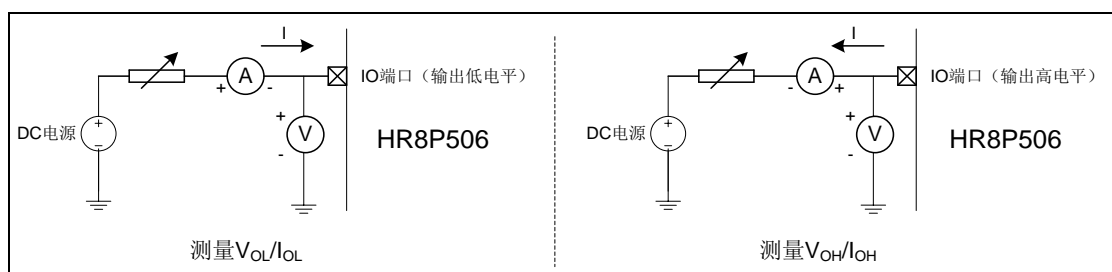 I
A
+ -
IO端口（输出低电平）
DC电源
+
-
+
V
-
HR8P506
测量VOL/IOL
I
A
- +
IO端口（输出高电平）
DC电源
+
-
+
V
-
HR8P506
测量VOH/IOH